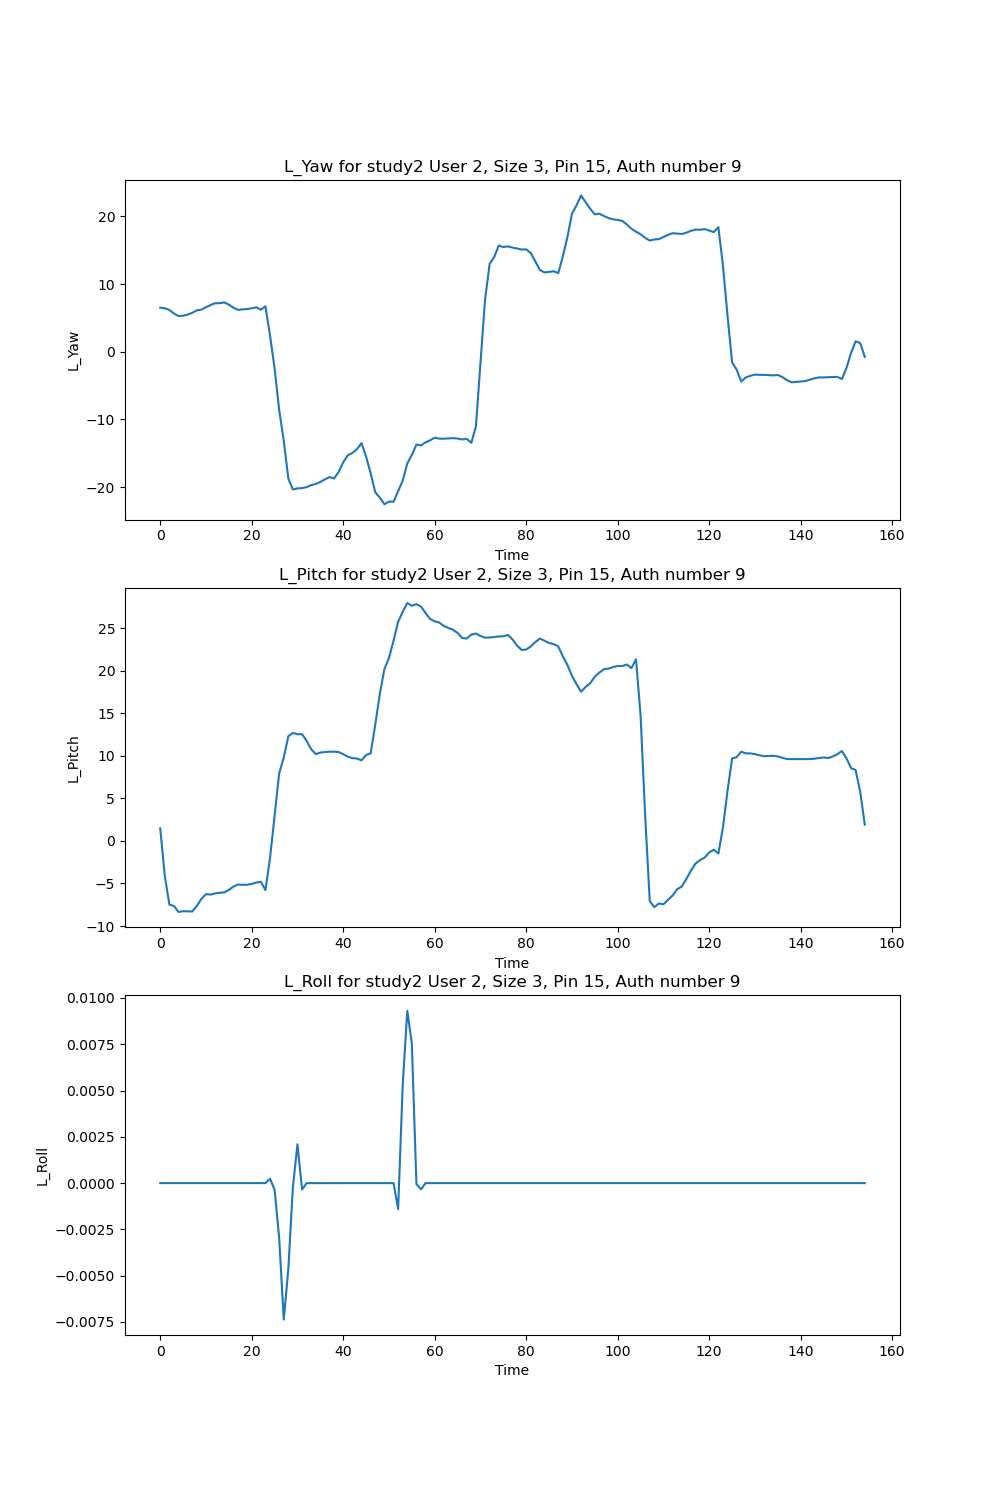 L_Yaw for study2 User 2, Size 3, Pin 15, Auth number 9
20
10
0
−10
−20
L_Yaw
0 20 40 60 80 100 120 140 160
Time
L_Pitch for study2 User 2, Size 3, Pin 15, Auth number 9
25
20
15
10
5
0
−5
−10
L_Pitch
0 20 40 60 80 100 120 140 160
Time
L_Roll for study2 User 2, Size 3, Pin 15, Auth number 9
0.0100
0.0075
0.0050
0.0025
0.0000
−0.0025
−0.0050
−0.0075
L_Roll
0 20 40 60 80 100 120 140 160
Time